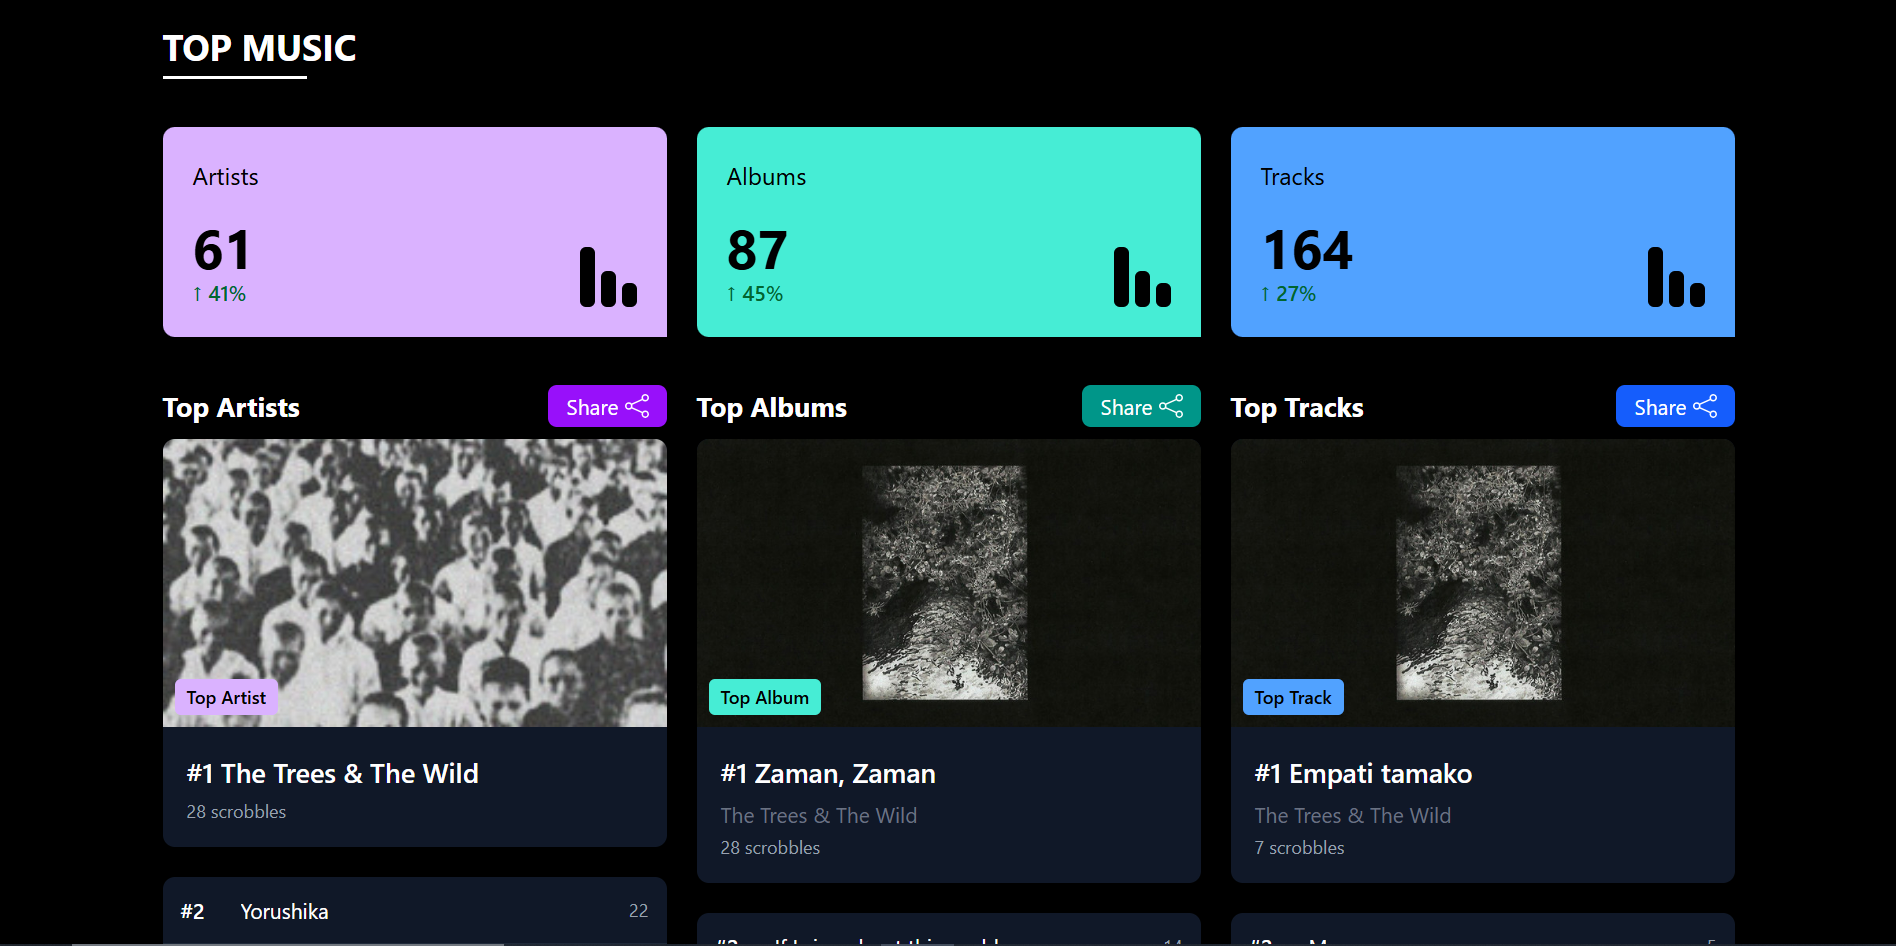 TOP MUSIC
Artists
61
↑ 41%
Albums
87
↑ 45%
Tracks
164
↑ 27%
Top Artists
Share
Top Artist
#1 The Trees & The Wild
28 scrobbles
#2 Yorushika 22
Top Albums
Share
Top Album
#1 Zaman, Zaman
The Trees & The Wild
28 scrobbles
Top Tracks
Share
Top Track
#1 Empati tamako
The Trees & The Wild
7 scrobbles